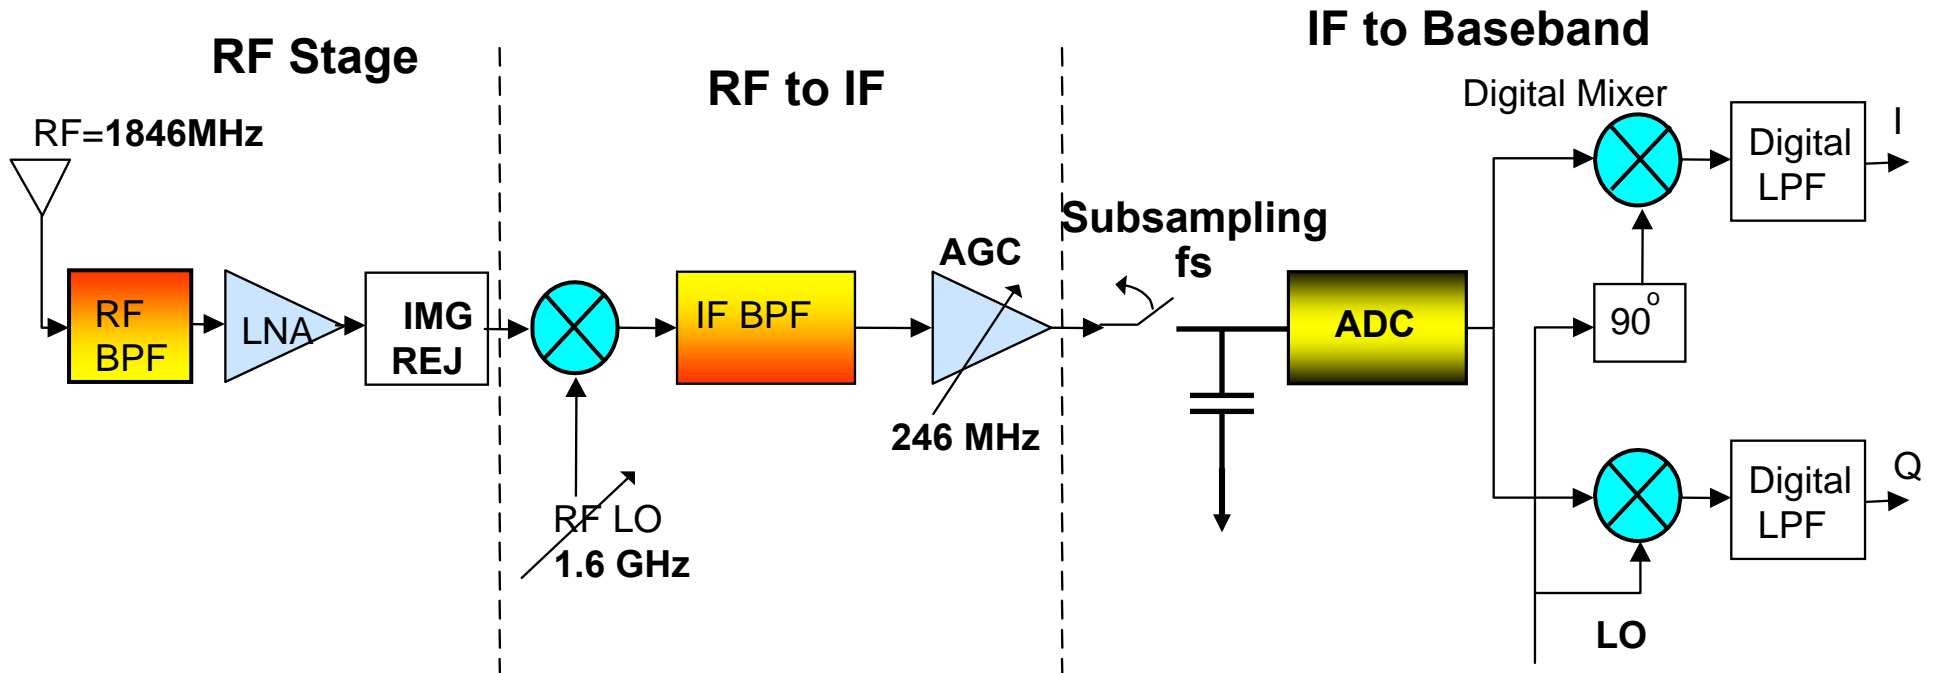 RF Stage
RF to IF
IF to Baseband
RF=1846MHz
RF
BPF
LNA
IMG
REJ
RF LO
1.6 GHz
IF BPF
AGC
246 MHz
Subsampling
fs
ADC
Digital Mixer
90°
LO
Digital
LPF
I
Digital
LPF
Q